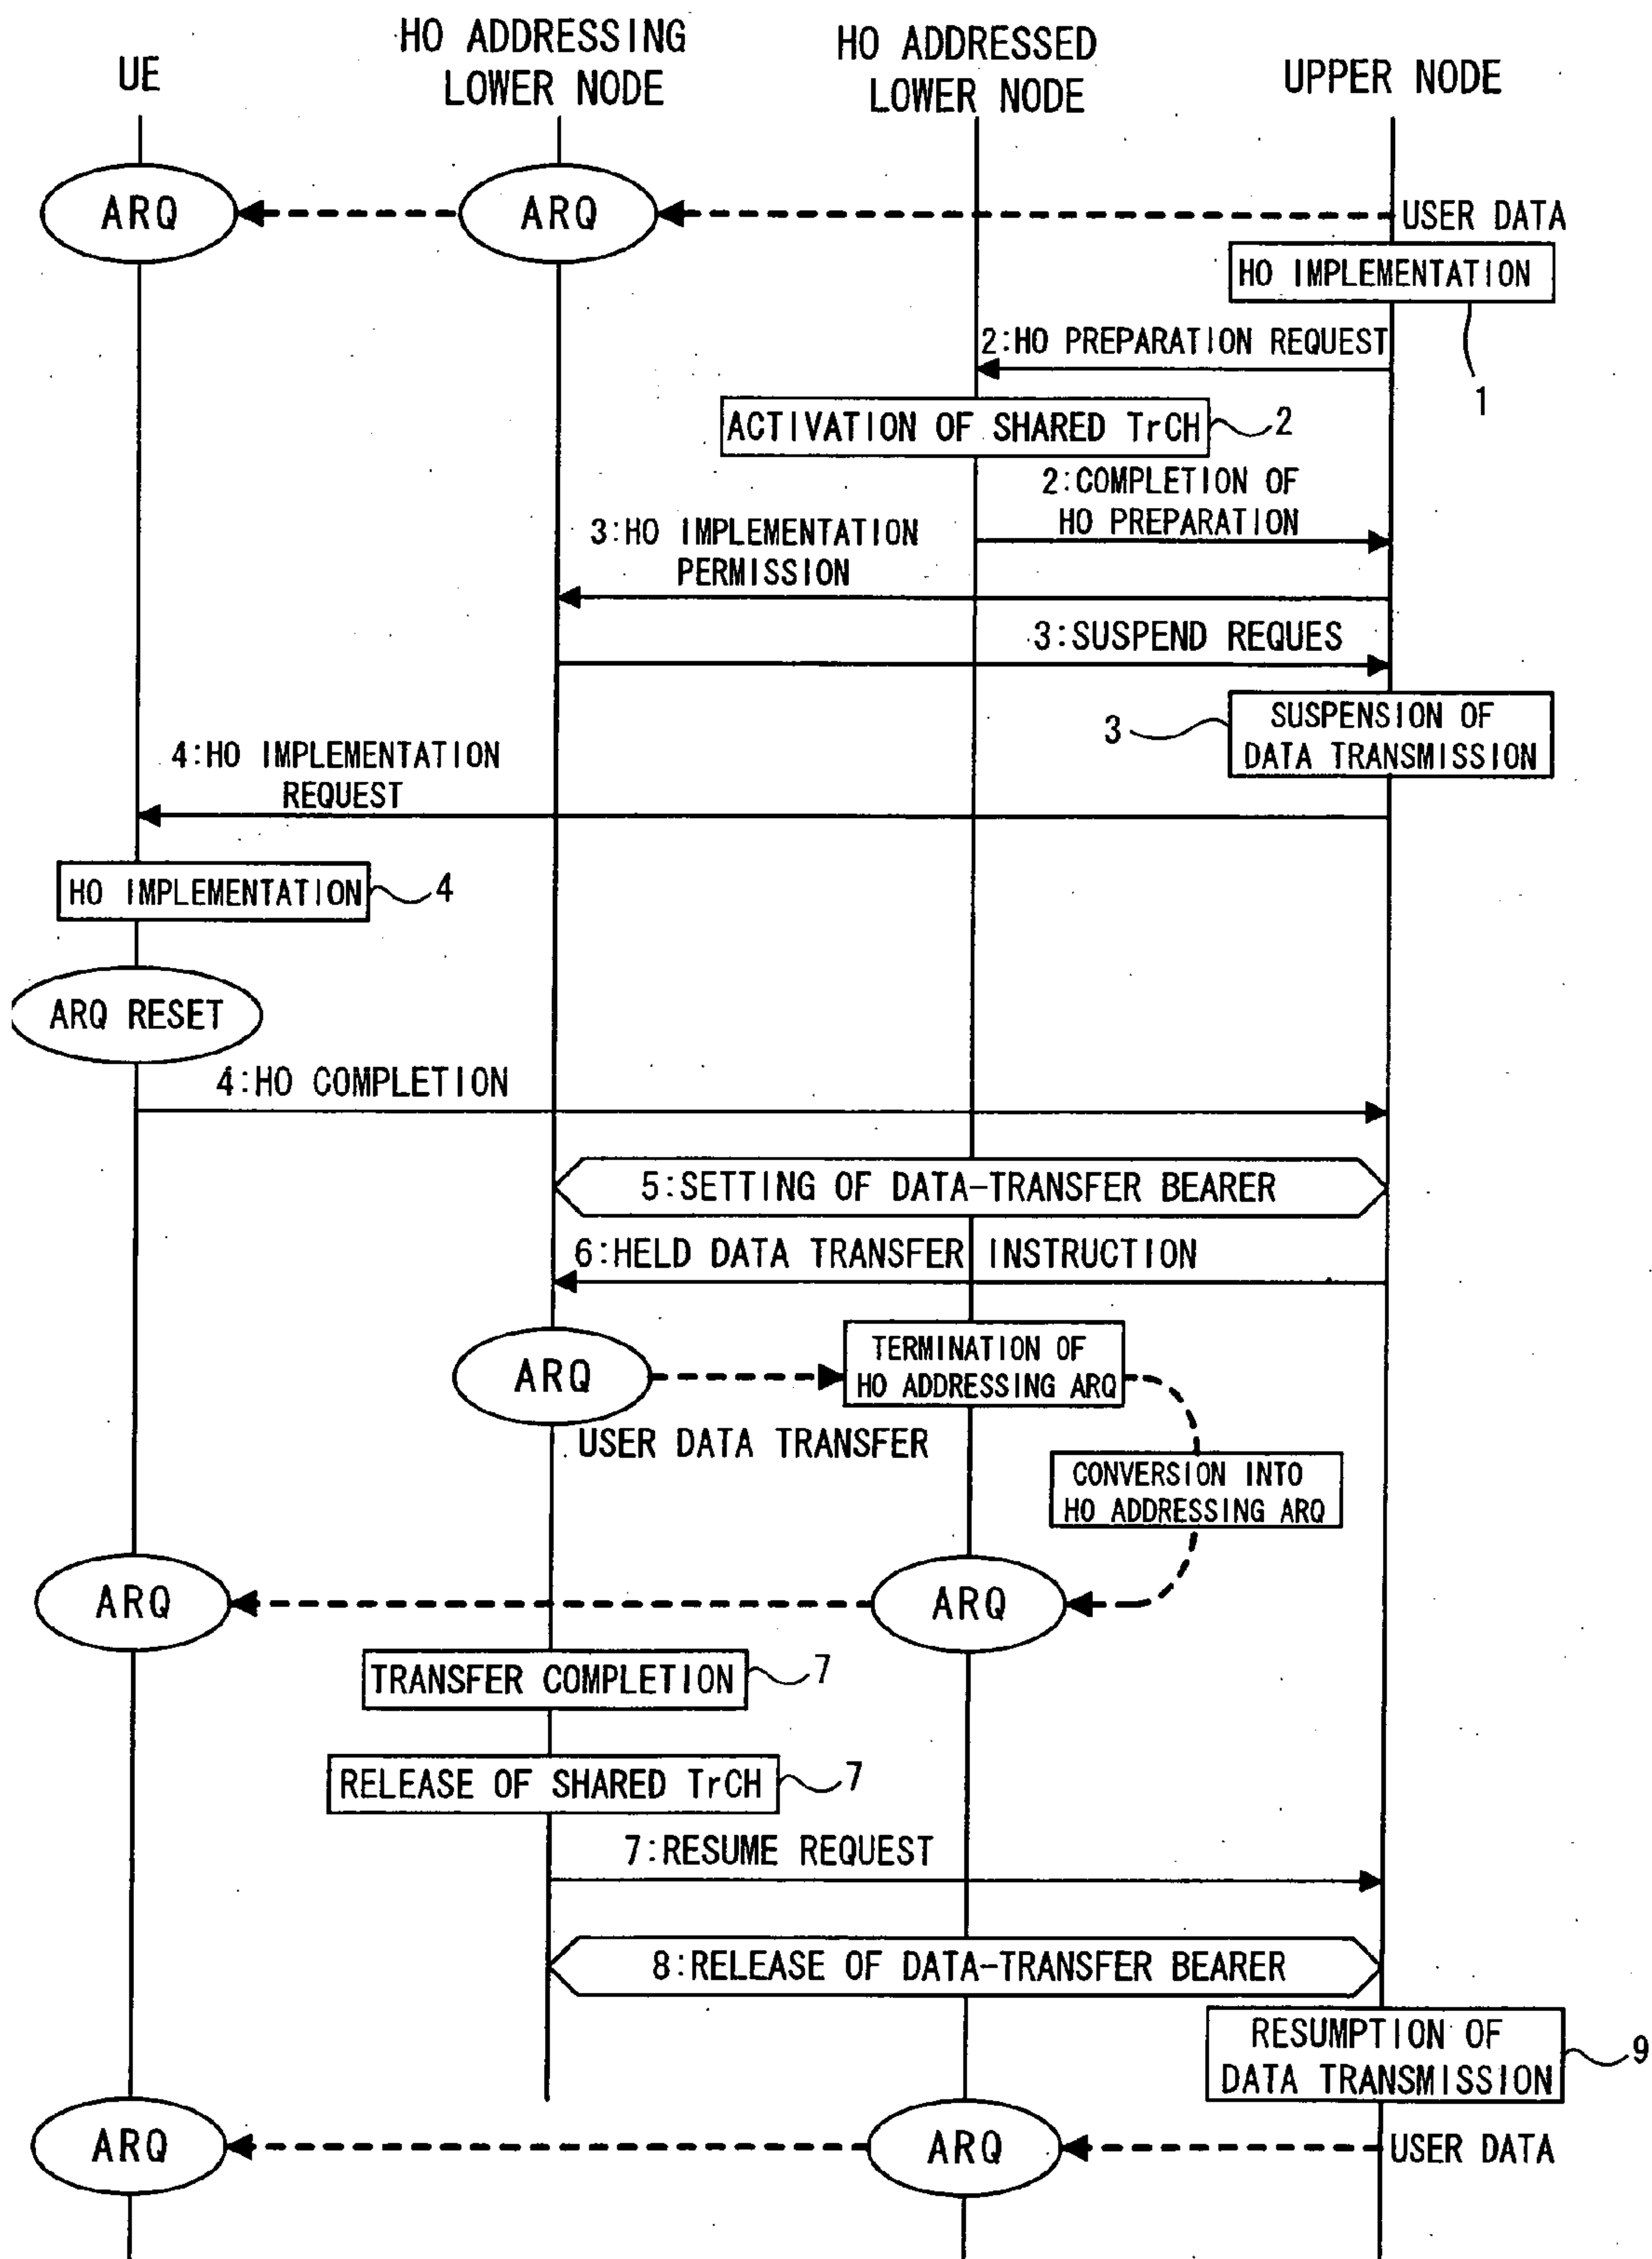 UE
HO ADDRESSING
LOWER NODE
HO ADDRESSED
LOWER NODE
UPPER NODE
ARQ
ARQ
USER DATA
HO IMPLEMENTATION
1
2:HO PREPARATION REQUEST
ACTIVATION OF SHARED TrCH
2
2:COMPLETION OF
HO PREPARATION
3:HO IMPLEMENTATION
PERMISSION
3:SUSPEND REQUES
3
SUSPENSION OF
DATA TRANSMISSION
4:HO IMPLEMENTATION
REQUEST
HO IMPLEMENTATION
4
ARQ RESET
4:HO COMPLETION
5:SETTING OF DATA-TRANSFER BEARER
6:HELD DATA TRANSFER INSTRUCTION
ARQ
TERMINATION OF
HO ADDRESSING ARQ
USER DATA TRANSFER
CONVERSION INTO
HO ADDRESSING ARQ
ARQ
ARQ
TRANSFER COMPLETION
7
RELEASE OF SHARED TrCH
7
7:RESUME REQUEST
8:RELEASE OF DATA-TRANSFER BEARER
RESUMPTION OF
DATA TRANSMISSION
9
ARQ
ARQ
USER DATA